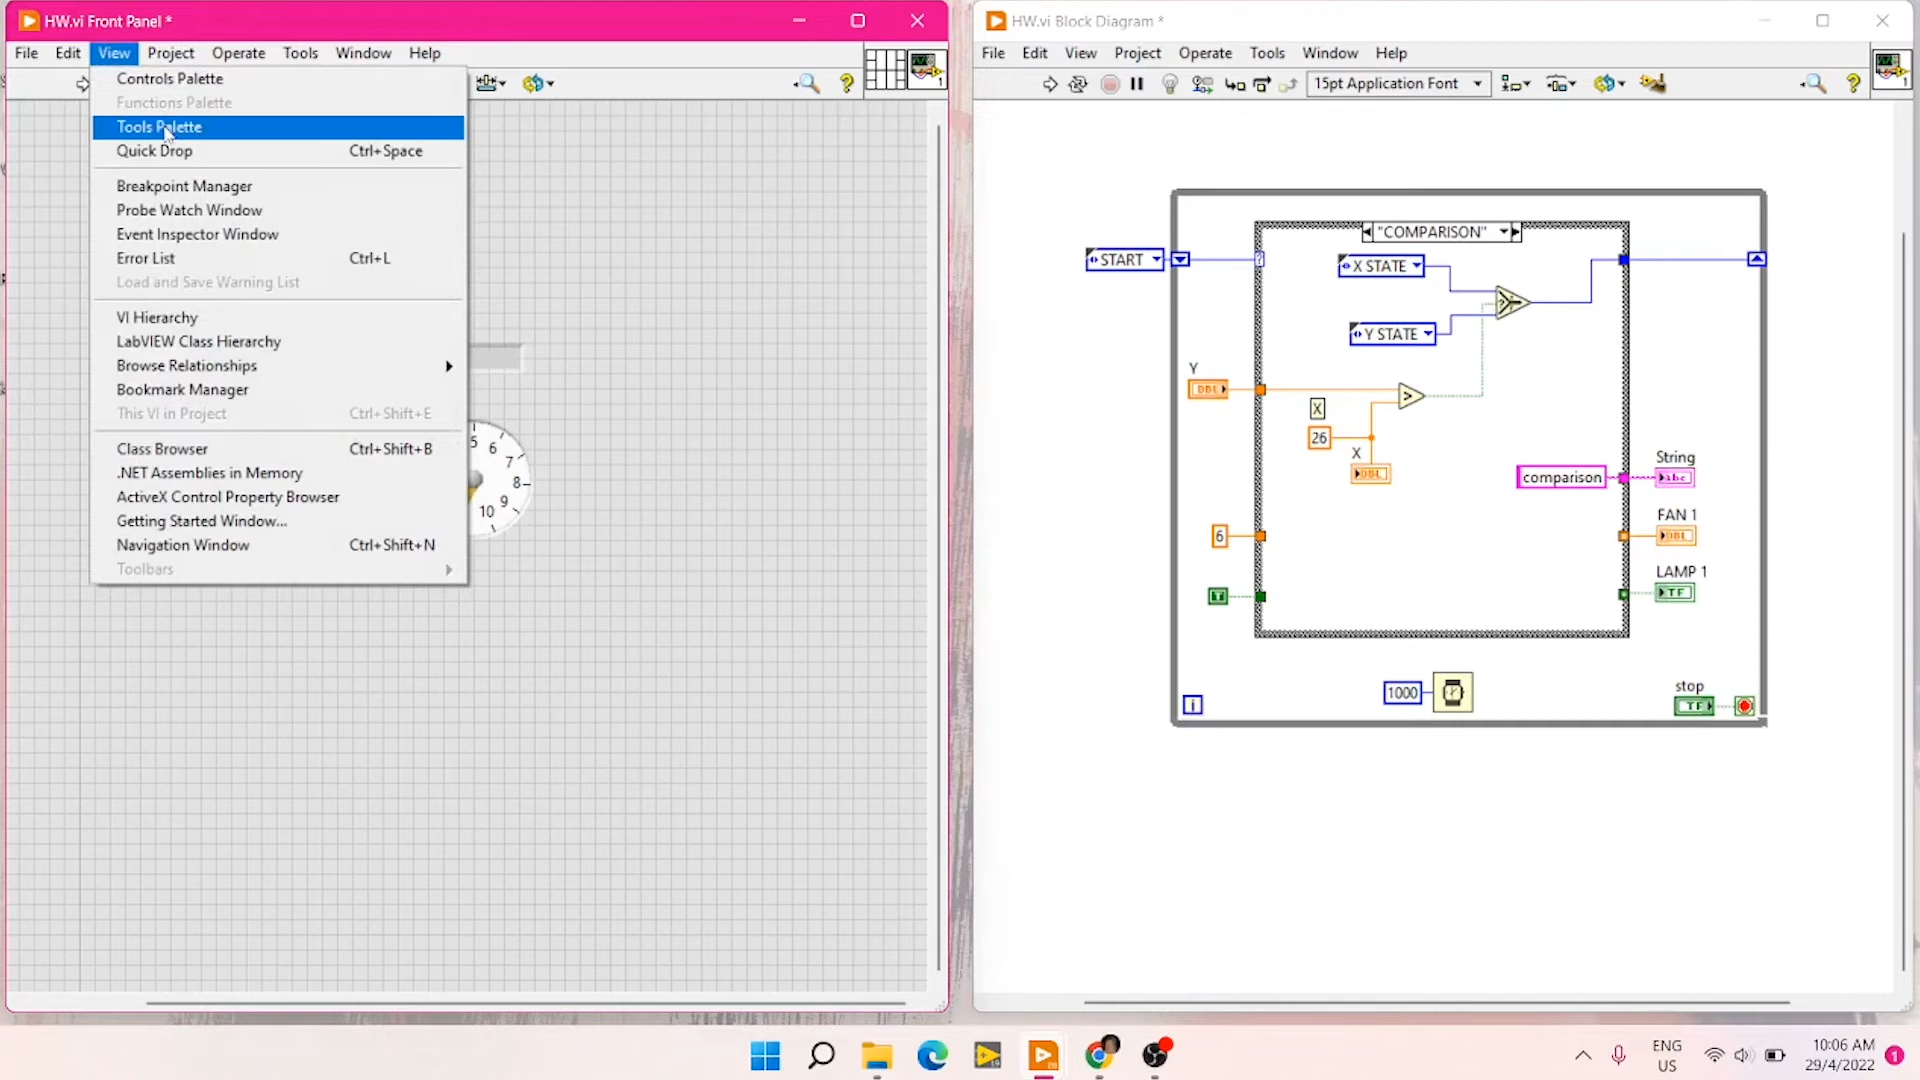 HW.vi Front Panel *
File Edit View Project Operate Tools Window Help
Controls Palette
Functions Palette
Tools Palette
Quick Drop Ctrl+Space
Breakpoint Manager
Probe Watch Window
Event Inspector Window
Error List Ctrl+L
Load and Save Warning List
VI Hierarchy
LabVIEW Class Hierarchy
Browse Relationships
Bookmark Manager
This VI in Project Ctrl+Shift+E
Class Browser Ctrl+Shift+B
.NET Assemblies in Memory
ActiveX Control Property Browser
Getting Started Window...
Navigation Window Ctrl+Shift+N
Toolbars
5
6
7
8
9
10
HW.vi Block Diagram *
File Edit View Project Operate Tools Window Help
15pt Application Font
"COMPARISON"
START
X STATE
Y STATE
Y
DBL
X
26
X
DBL
comparison
String
abc
6
FAN 1
DBL
T
LAMP 1
TF
1000
stop
TF
i
ENG
US
10:06 AM
29/4/2022
1